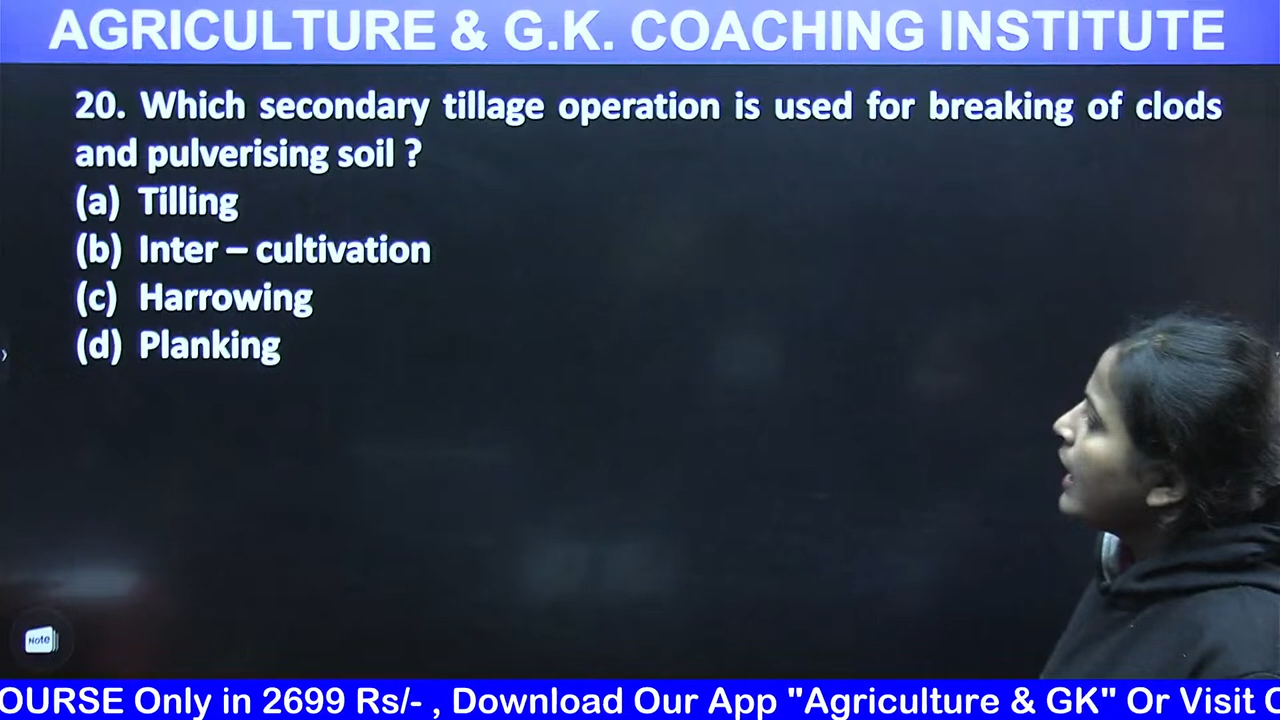 AGRICULTURE & G.K. COACHING INSTITUTE
20. Which secondary tillage operation is used for breaking of clods
and pulverising soil ?
(a) Tilling
(b) Inter – cultivation
(c) Harrowing
(d) Planking
Note
OURSE Only in 2699 Rs/- , Download Our App "Agriculture & GK" Or Visit